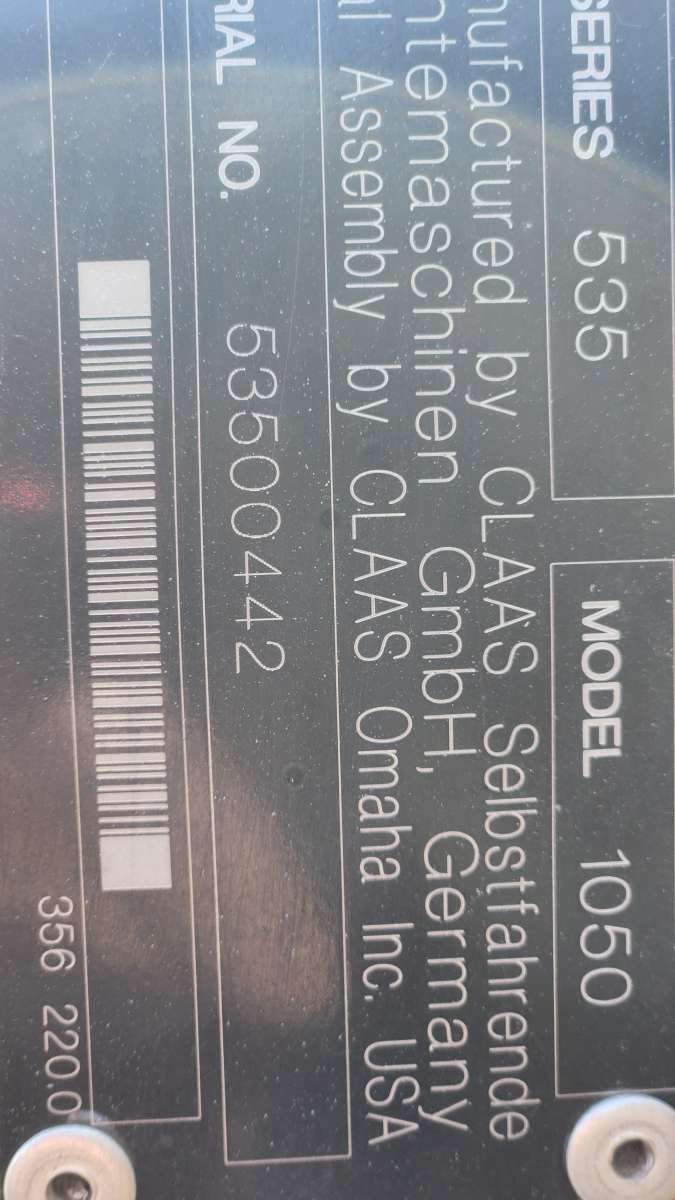 SERIES 535 MODEL 1050
nufactured by CLAAS Selbstfahrende
ntemaschinen GmbH, Germany
al Assembly by CLAAS Omaha Inc. USA
RIAL NO. 53500442
356 220.0